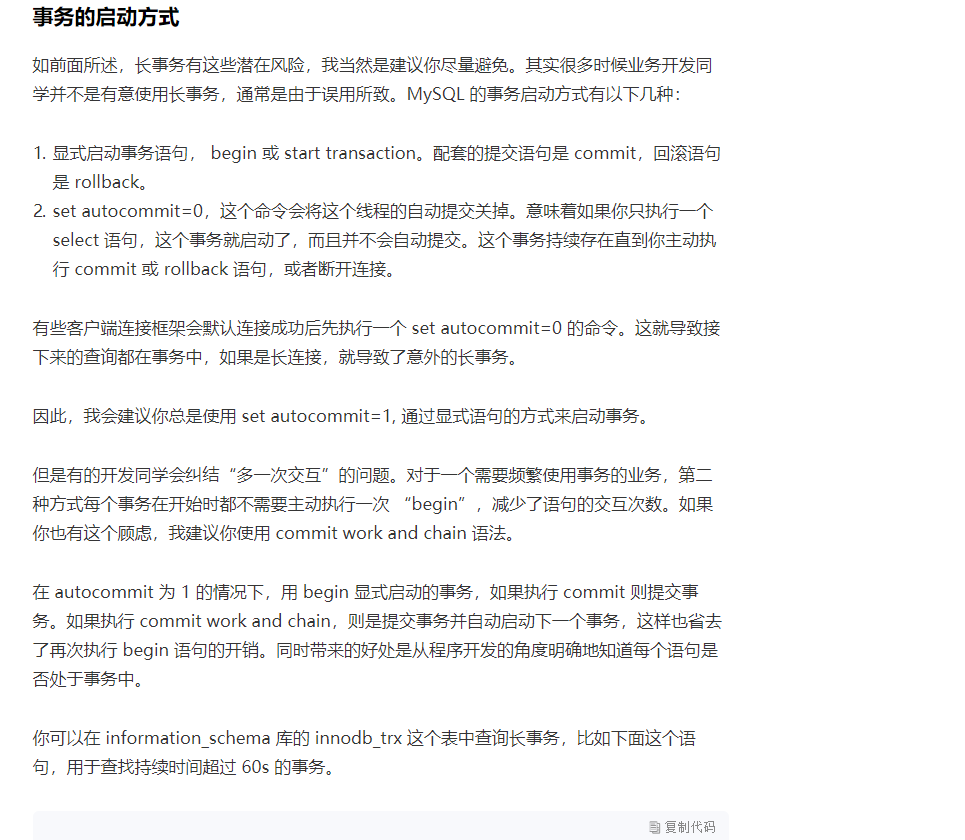 事务的启动方式
如前面所述，长事务有这些潜在风险，我当然是建议你尽量避免。其实很多时候业务开发同
学并不是有意使用长事务，通常是由于误用所致。MySQL 的事务启动方式有以下几种：
1. 显式启动事务语句， begin 或 start transaction。配套的提交语句是 commit，回滚语句
是 rollback。
2. set autocommit=0，这个命令会将这个线程的自动提交关掉。意味着如果你只执行一个
select 语句，这个事务就启动了，而且并不会自动提交。这个事务持续存在直到你主动执
行 commit 或 rollback 语句，或者断开连接。
有些客户端连接框架会默认连接成功后先执行一个 set autocommit=0 的命令。这就导致接
下来的查询都在事务中，如果是长连接，就导致了意外的长事务。
因此，我会建议你总是使用 set autocommit=1, 通过显式语句的方式来启动事务。
但是有的开发同学会纠结“多一次交互”的问题。对于一个需要频繁使用事务的业务，第二
种方式每个事务在开始时都不需要主动执行一次 “begin”，减少了语句的交互次数。如果
你也有这个顾虑，我建议你使用 commit work and chain 语法。
在 autocommit 为 1 的情况下，用 begin 显式启动的事务，如果执行 commit 则提交事
务。如果执行 commit work and chain，则是提交事务并自动启动下一个事务，这样也省去
了再次执行 begin 语句的开销。同时带来的好处是从程序开发的角度明确地知道每个语句是
否处于事务中。
你可以在 information_schema 库的 innodb_trx 这个表中查询长事务，比如下面这个语
句，用于查找持续时间超过 60s 的事务。
复制代码